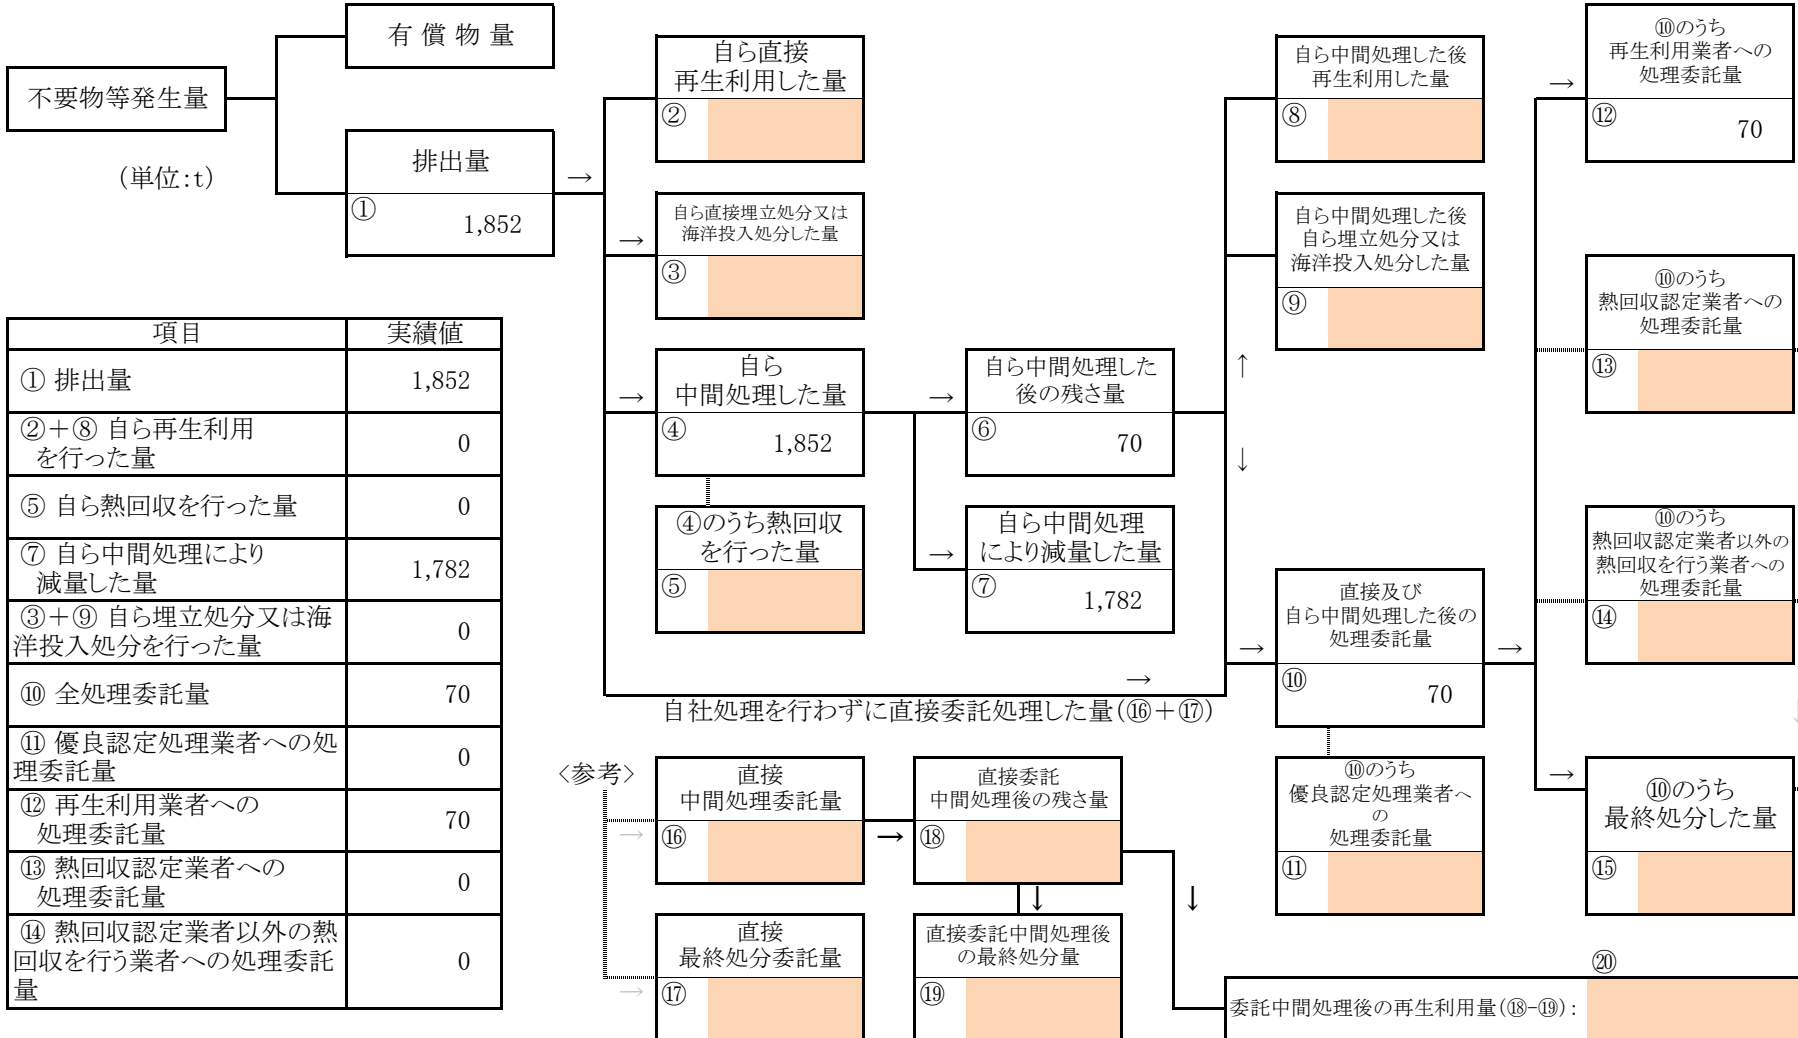 有償物量
不要物等発生量
(単位:t)
排出量
①
1,852
→
自ら直接
再生利用した量
②
→
自ら直接埋立処分又は
海洋投入処分した量
③
→
自ら
中間処理した量
④
1,852
④のうち熱回収
を行った量
⑤
→
自ら中間処理した
後の残さ量
⑥
70
→
自ら中間処理
により減量した量
⑦
1,782
自ら中間処理した後
再生利用した量
⑧
自ら中間処理した後
自ら埋立処分又は
海洋投入処分した量
⑨
↑
↓
→
直接及び
自ら中間処理した後の
処理委託量
⑩
70
→
⑩のうち
優良認定処理業者へ
の
処理委託量
⑪
→
⑩のうち
再生利用業者への
処理委託量
⑫
70
⑩のうち
熱回収認定業者への
処理委託量
⑬
⑩のうち
熱回収認定業者以外の
熱回収を行う業者への
処理委託量
⑭
↓
→
⑩のうち
最終処分した量
⑮
→
自社処理を行わずに直接委託処理した量(⑯+⑰)
項目 実績値
① 排出量 1,852
②+⑧ 自ら再生利用
を行った量
0
⑤ 自ら熱回収を行った量 0
⑦ 自ら中間処理により
減量した量
1,782
③+⑨ 自ら埋立処分又は海
洋投入処分を行った量
0
⑩ 全処理委託量 70
⑪ 優良認定処理業者への処
理委託量
0
⑫ 再生利用業者への
処理委託量
70
⑬ 熱回収認定業者への
処理委託量
0
⑭ 熱回収認定業者以外の熱
回収を行う業者への処理委託
量
0
<参考>
→
直接
中間処理委託量
⑯
→
直接委託
中間処理後の残さ量
⑱
↓
↓
→
直接
最終処分委託量
⑰
直接委託中間処理後
の最終処分量
⑲
⑳
委託中間処理後の再生利用量(⑱-⑲):